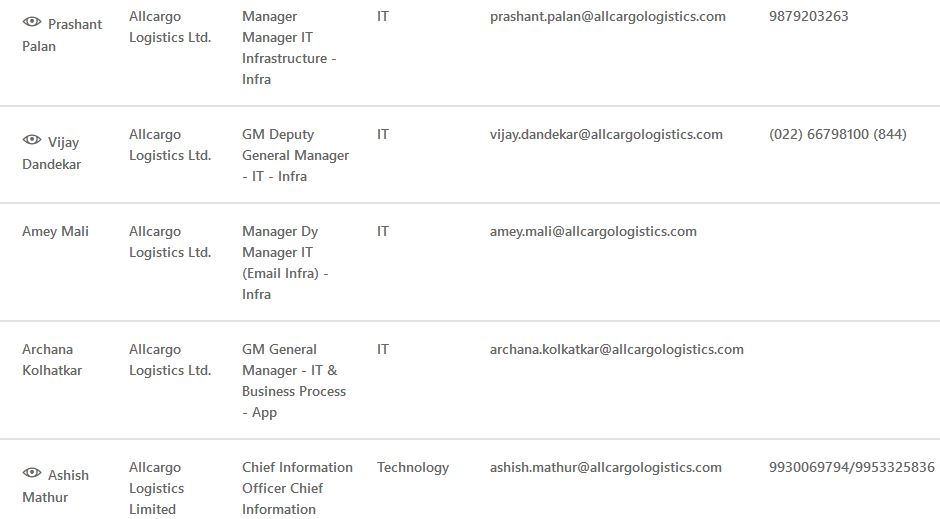 Prashant Palan
Allcargo Logistics Ltd.
Manager Manager IT Infrastructure - Infra
IT
prashant.palan@allcargologistics.com
9879203263
Vijay Dandekar
Allcargo Logistics Ltd.
GM Deputy General Manager - IT - Infra
IT
vijay.dandekar@allcargologistics.com
(022) 66798100 (844)
Amey Mali
Allcargo Logistics Ltd.
Manager Dy Manager IT (Email Infra) - Infra
IT
amey.mali@allcargologistics.com
Archana Kolhatkar
Allcargo Logistics Ltd.
GM General Manager - IT & Business Process - App
IT
archana.kolkatkar@allcargologistics.com
Ashish Mathur
Allcargo Logistics Limited
Chief Information Officer Chief Information
Technology
ashish.mathur@allcargologistics.com
9930069794/9953325836